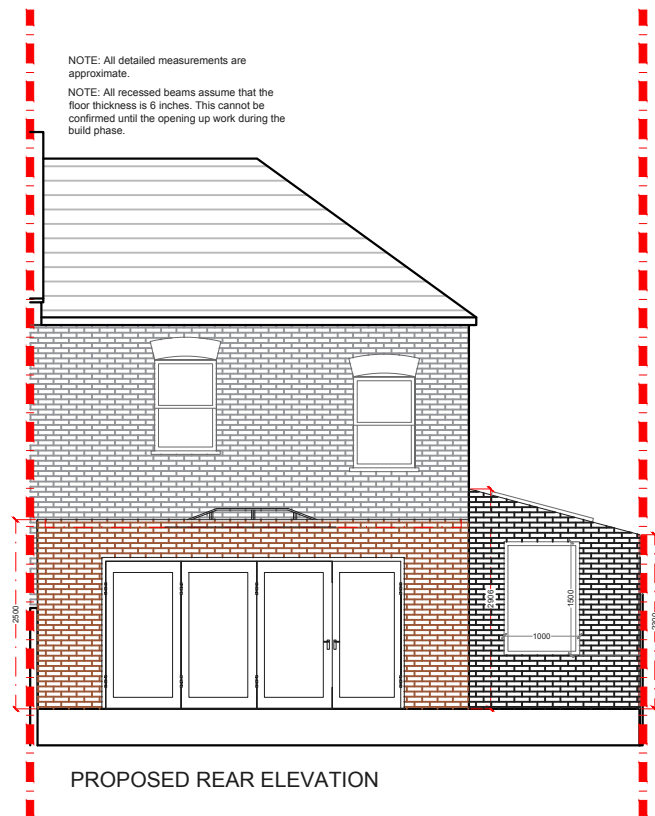 NOTE: All detailed measurements are
approximate.
NOTE: All recessed beams assume that the
floor thickness is 6 inches. This cannot be
confirmed until the opening up work during the
build phase.
2500
2906
1500
1000
PROPOSED REAR ELEVATION